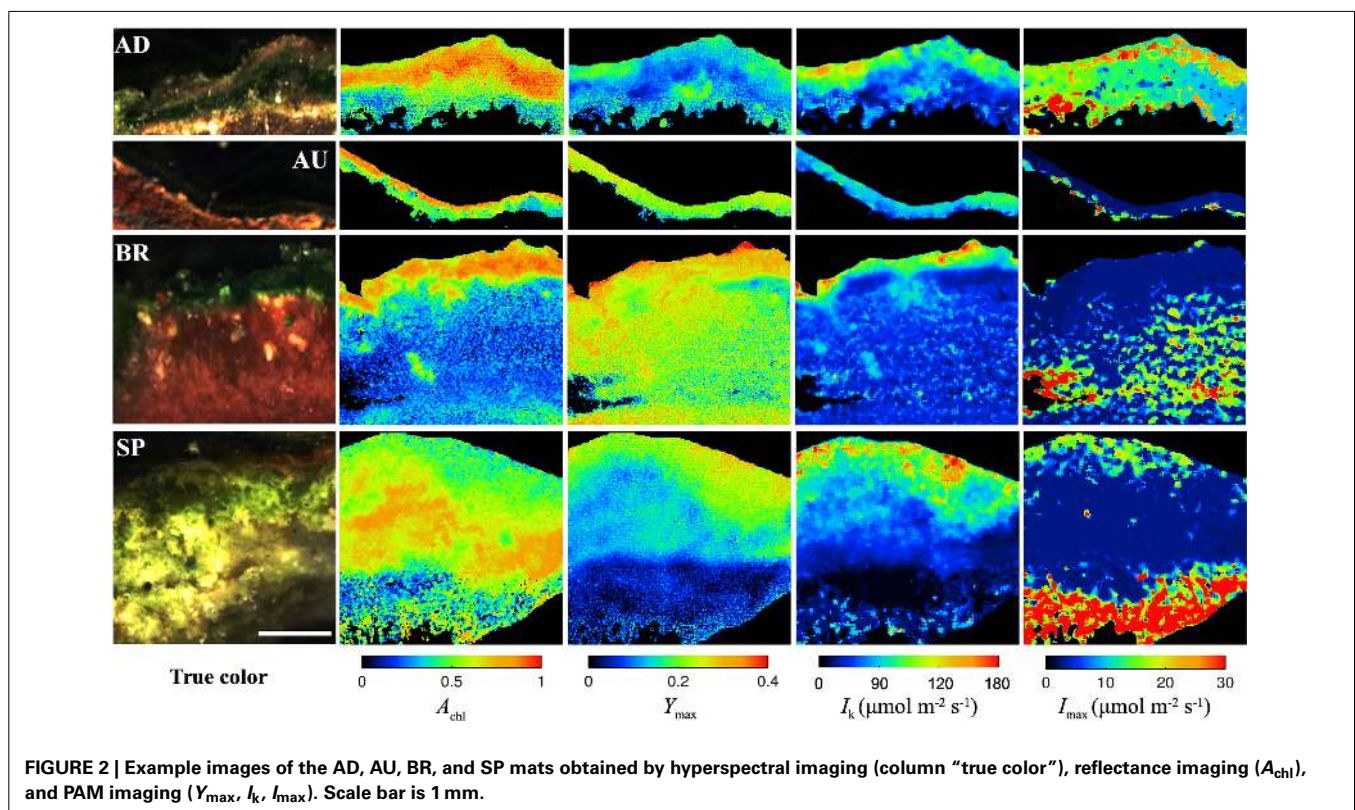 AD
AU
BR
SP
True color
0 0.5 1
A_chl
0 0.2 0.4
Y_max
0 90 120 180
I_k (μmol m⁻² s⁻¹)
0 10 20 30
I_max (μmol m⁻² s⁻¹)
FIGURE 2 | Example images of the AD, AU, BR, and SP mats obtained by hyperspectral imaging (column “true color”), reflectance imaging (A_chl),
and PAM imaging (Y_max, I_k, I_max). Scale bar is 1 mm.